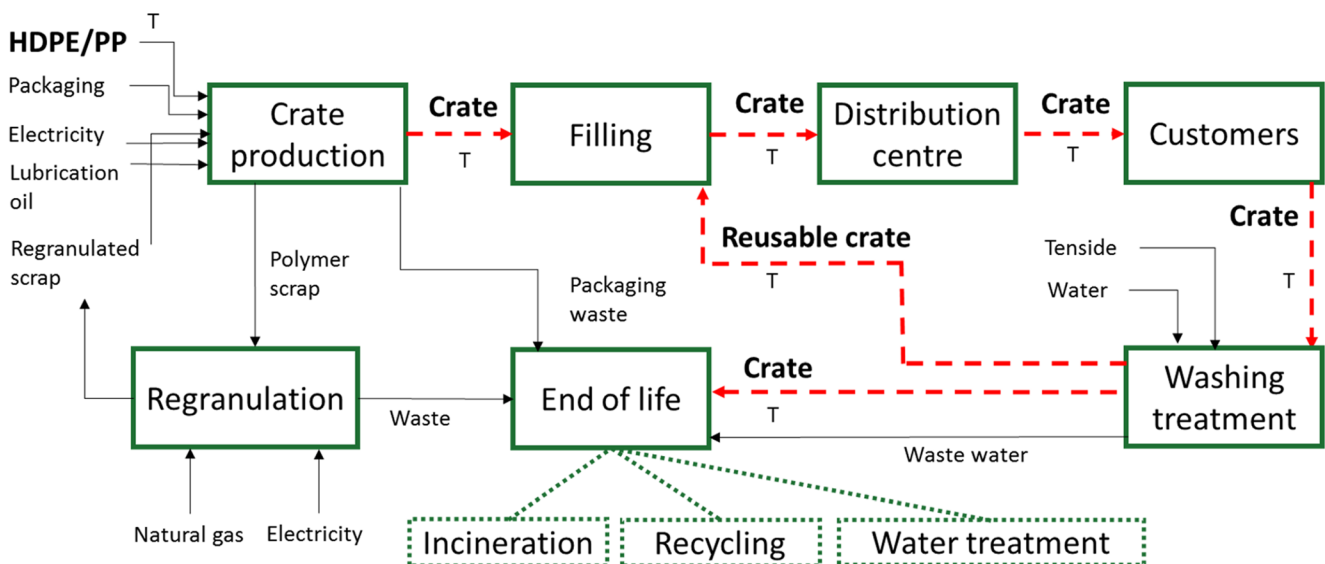 T
HDPE/PP
Packaging
Electricity
Lubrication
oil
Regranulated
scrap
Crate
production
Crate
T
Filling
Crate
T
Distribution
centre
Crate
T
Customers
Crate
T
Reusable crate
T
Tenside
Water
Polymer
scrap
Packaging
waste
Regranulation
Waste
End of life
Crate
T
Waste water
Washing
treatment
Natural gas
Electricity
Incineration
Recycling
Water treatment